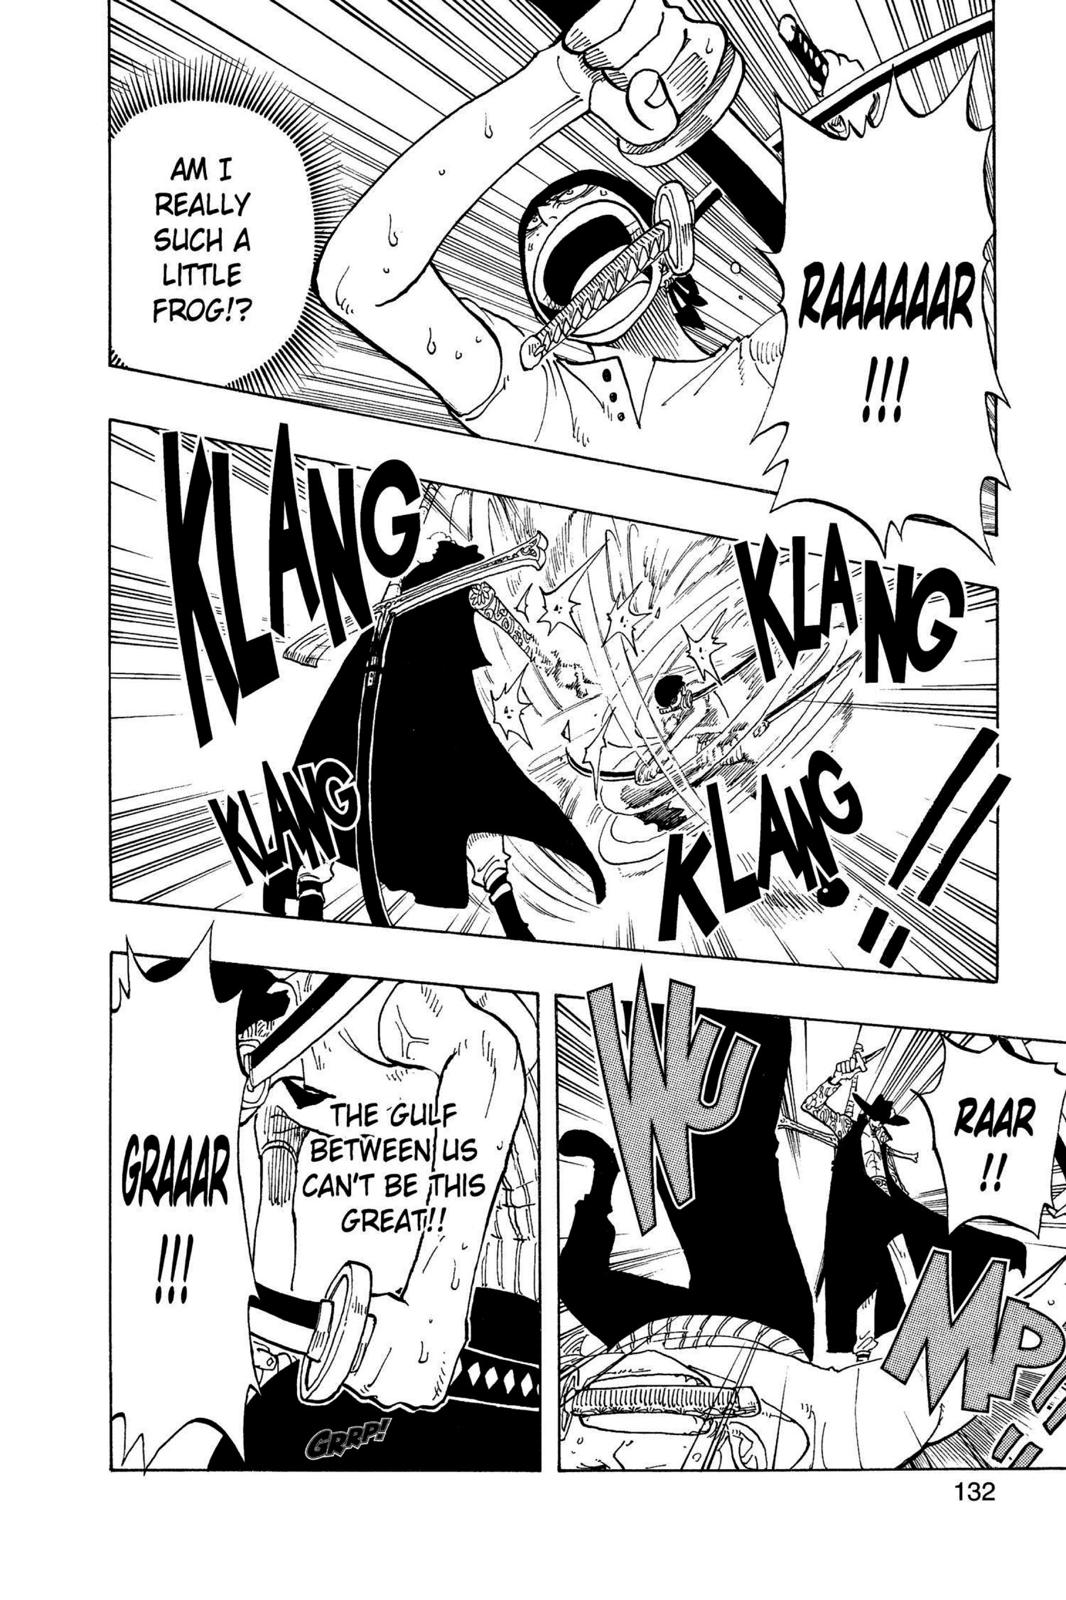 RAAAAAAR
!!!
AM I
REALLY
SUCH A
LITTLE
FROG!?
KLANG
KLANG
KLANG
KLANG
!!
RAAR
!!
WU
MP!!
THE GULF
BETWEEN US
CAN'T BE THIS
GREAT!!
GRAAAR
!!!
GRRP!
132